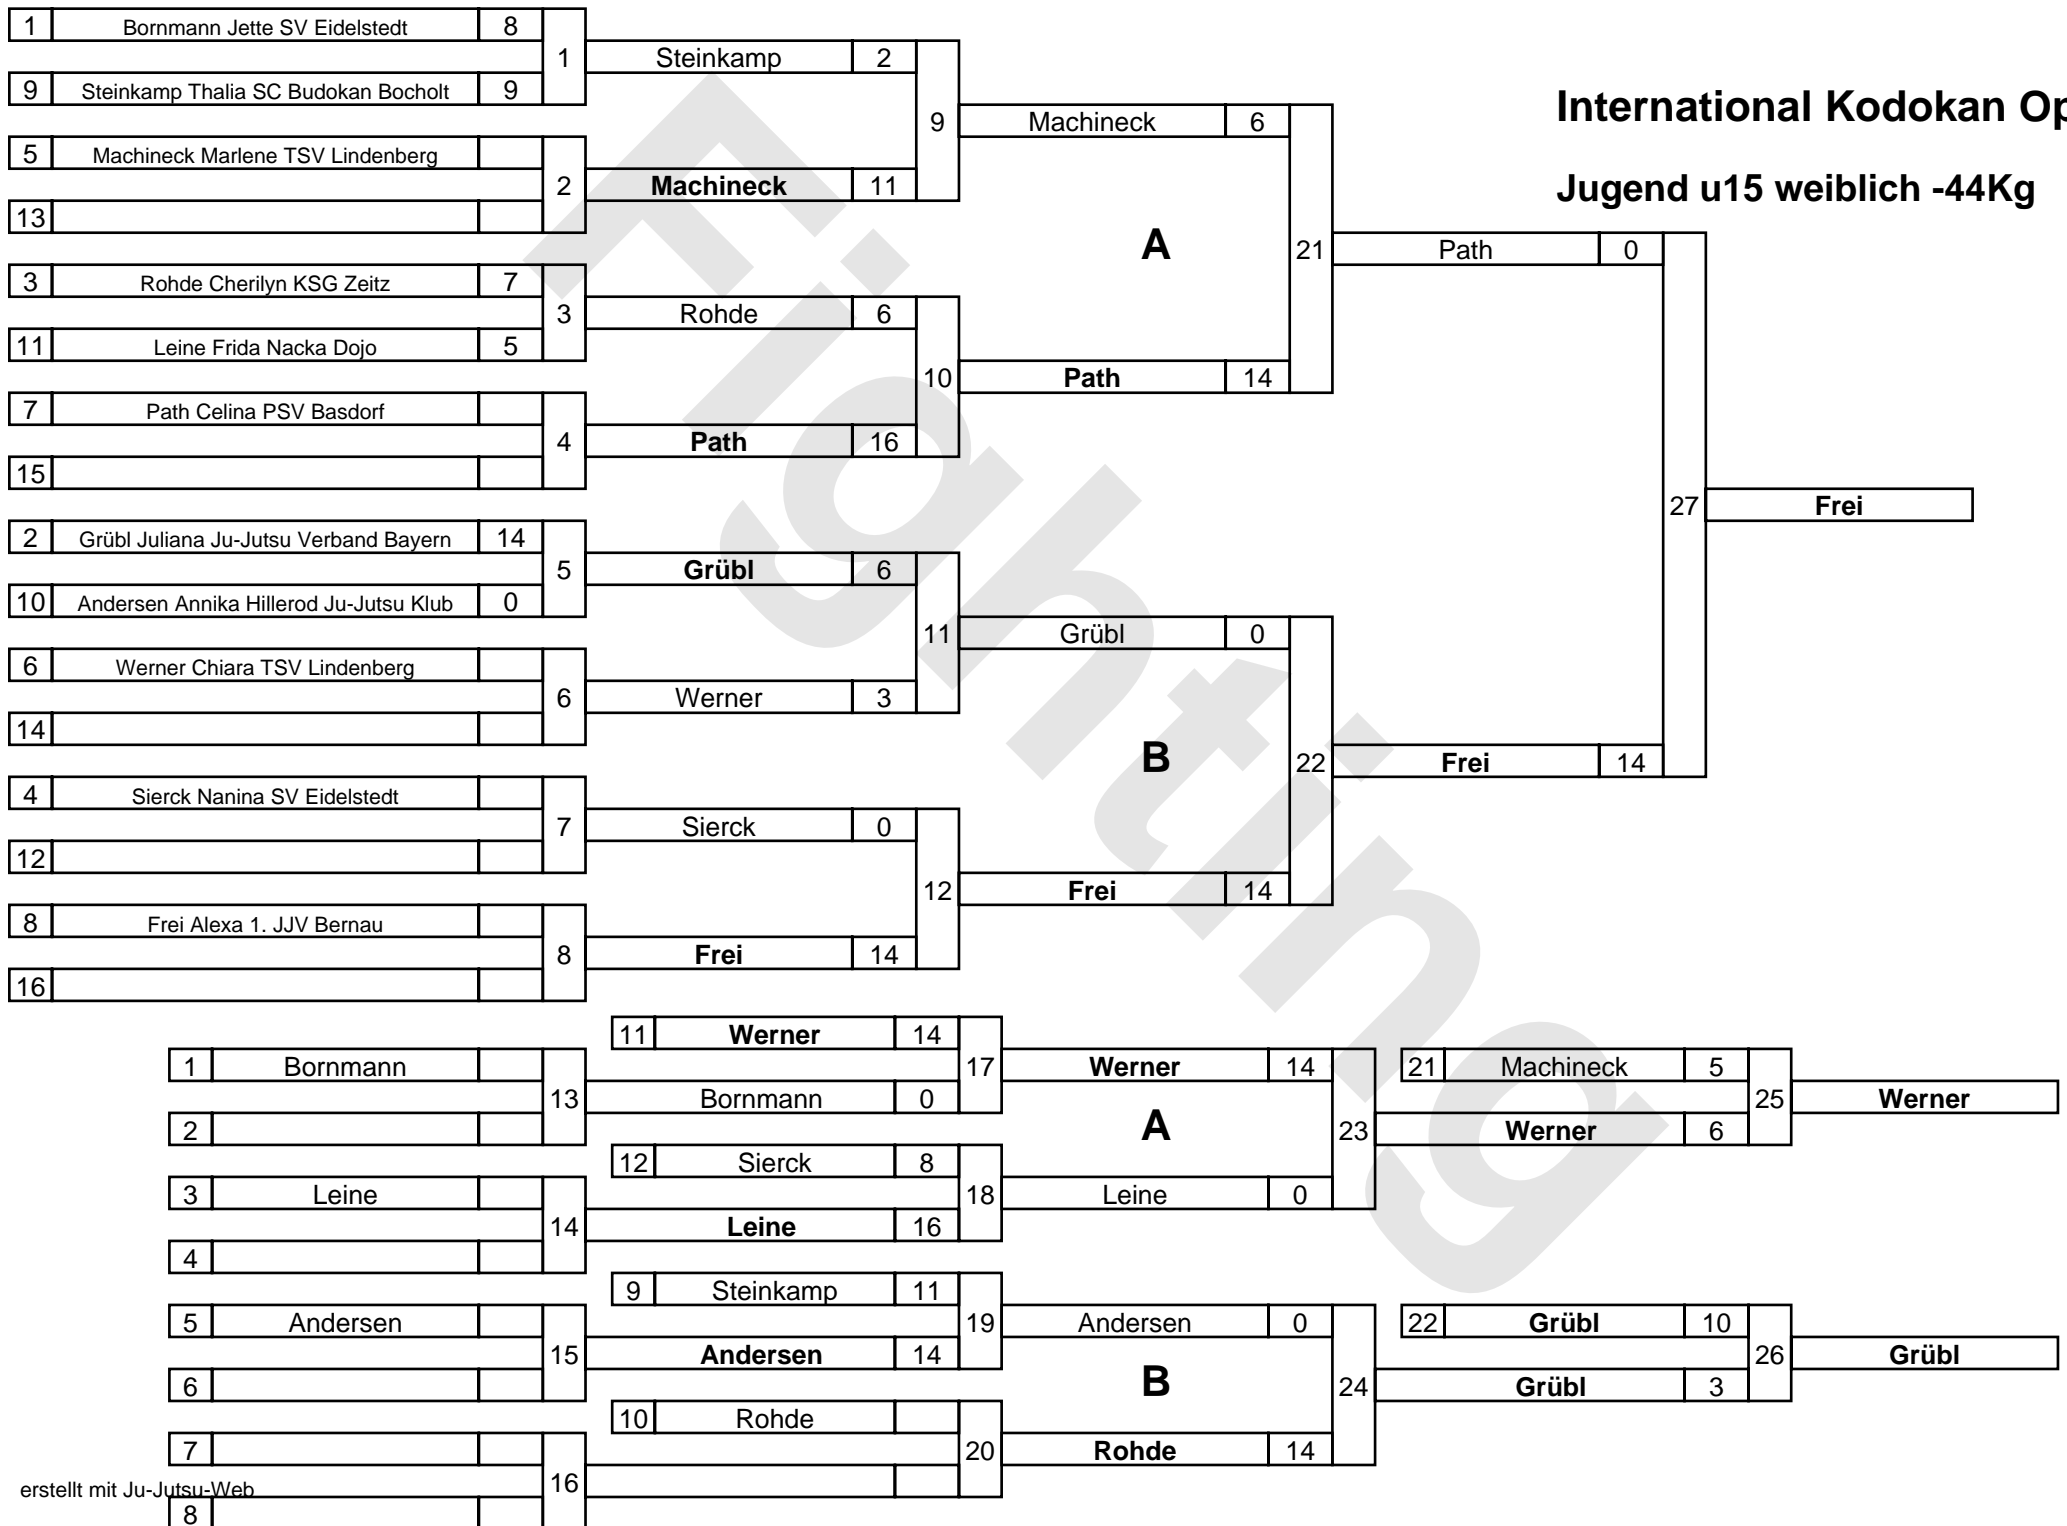 International Kodokan Op
Jugend u15 weiblich -44Kg
1 Bornmann Jette SV Eidelstedt 8
1
9 Steinkamp Thalia SC Budokan Bocholt 9
5 Machineck Marlene TSV Lindenberg
2
13
3 Rohde Cherilyn KSG Zeitz 7
3
11 Leine Frida Nacka Dojo 5
7 Path Celina PSV Basdorf
4
15
2 Grübl Juliana Ju-Jutsu Verband Bayern 14
5
10 Andersen Annika Hillerod Ju-Jutsu Klub 0
6 Werner Chiara TSV Lindenberg
6
14
4 Sierck Nanina SV Eidelstedt
7
12
8 Frei Alexa 1. JJV Bernau
8
16
Steinkamp 2
9
Machineck 11
Rohde 6
10
Path 16
Grübl 6
11
Werner 3
Sierck 0
12
Frei 14
Machineck 6
A
21
Path 14
Grübl 0
B
22
Frei 14
Path 0
27
Frei 14
Frei
1 Bornmann
13
2
3 Leine
14
4
5 Andersen
15
6
7
16
8
11 Werner 14
17
Bornmann 0
12 Sierck 8
18
Leine 16
9 Steinkamp 11
19
Andersen 14
10 Rohde
20
Werner 14
A
23
Leine 0
Andersen 0
B
24
Rohde 14
21 Machineck 5
25
Werner 6
Werner
22 Grübl 10
26
Grübl 3
Grübl
erstellt mit Ju-Jutsu-Web
Fighting